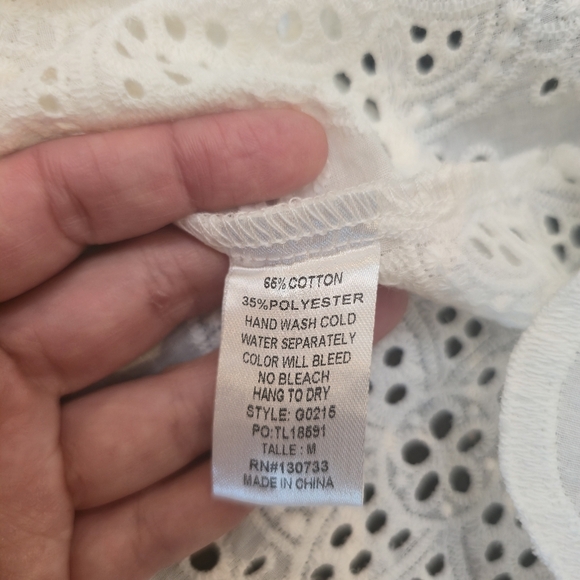 65% COTTON
35%POLYESTER
HAND WASH COLD
WATER SEPARATELY
COLOR WILL BLEED
NO BLEACH
HANG TO DRY
STYLE: G0215
PO:TL18591
TALLE : M
RN#130733
MADE IN CHINA